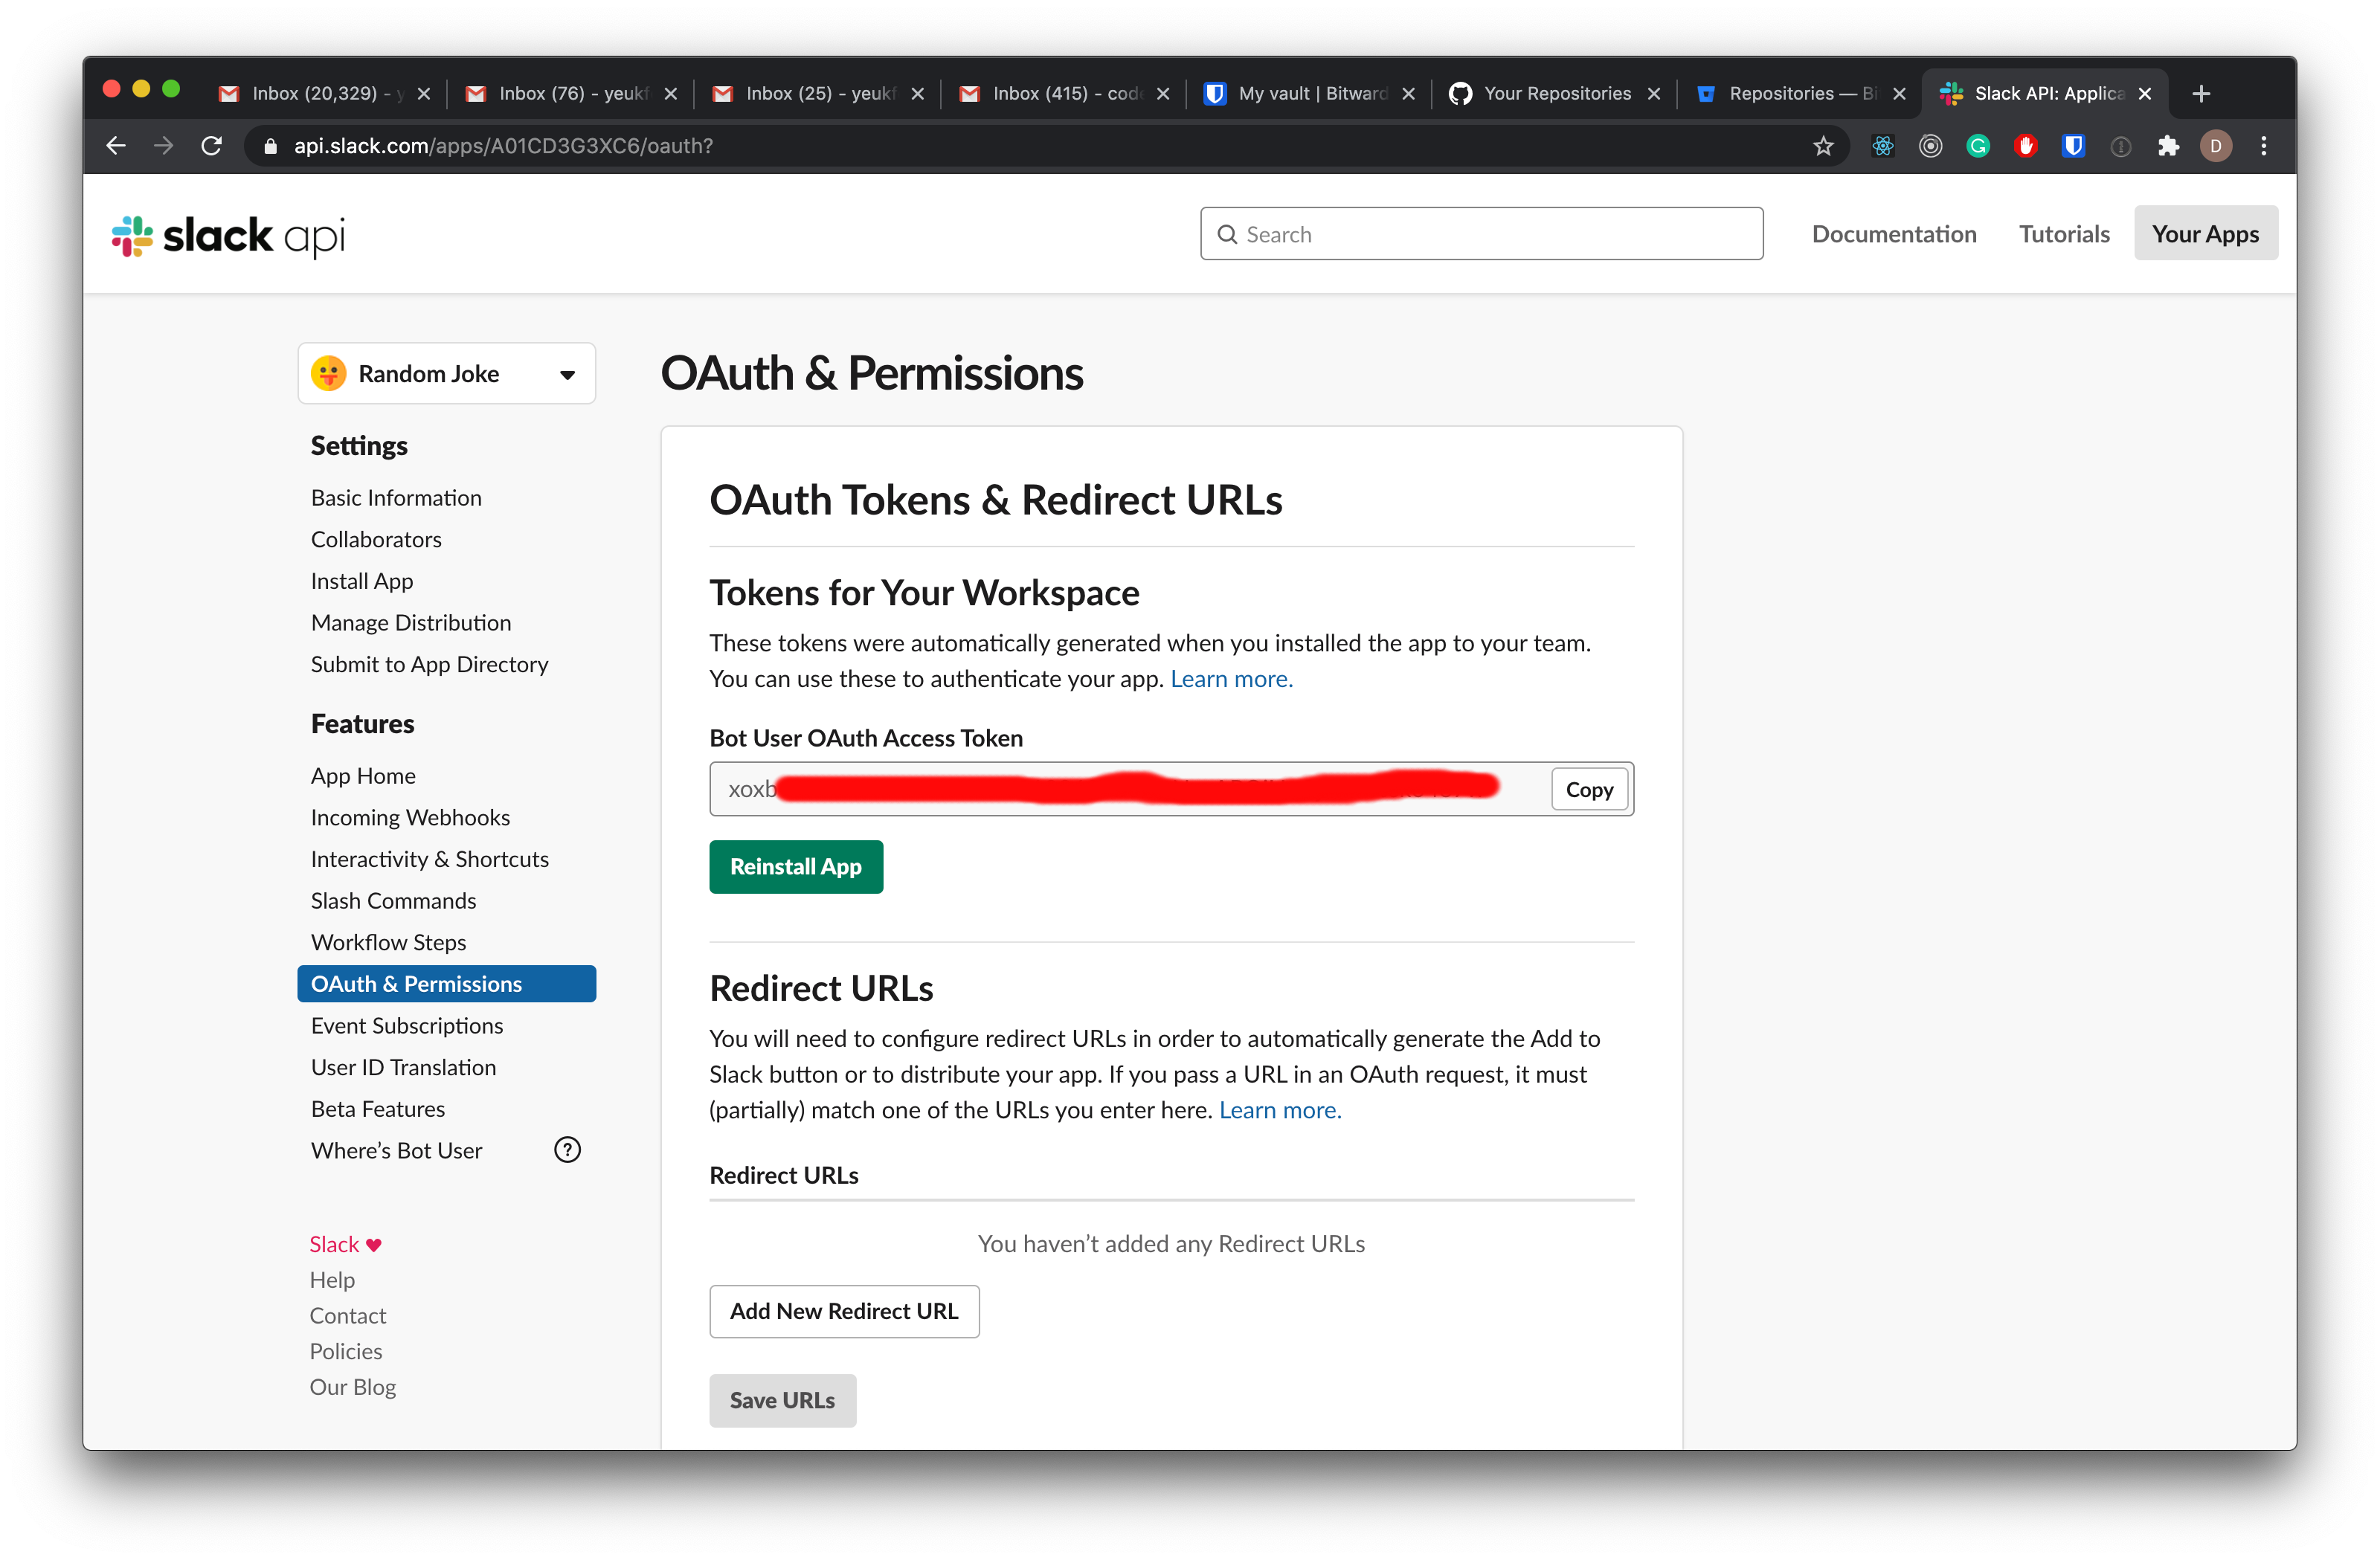 Inbox (20,329) - y
Inbox (76) - yeukf
Inbox (25) - yeukf
Inbox (415) - code
My vault | Bitward
Your Repositories
Repositories — Bi
Slack API: Applica
api.slack.com/apps/A01CD3G3XC6/oauth?
D
slack api
Search
Documentation
Tutorials
Your Apps
Random Joke
Settings
Basic Information
Collaborators
Install App
Manage Distribution
Submit to App Directory
Features
App Home
Incoming Webhooks
Interactivity & Shortcuts
Slash Commands
Workflow Steps
OAuth & Permissions
Event Subscriptions
User ID Translation
Beta Features
Where’s Bot User
?
Slack ♥
Help
Contact
Policies
Our Blog
OAuth & Permissions
OAuth Tokens & Redirect URLs
Tokens for Your Workspace
These tokens were automatically generated when you installed the app to your team.
You can use these to authenticate your app. Learn more.
Bot User OAuth Access Token
xoxb
Copy
Reinstall App
Redirect URLs
You will need to configure redirect URLs in order to automatically generate the Add to
Slack button or to distribute your app. If you pass a URL in an OAuth request, it must
(partially) match one of the URLs you enter here. Learn more.
Redirect URLs
You haven’t added any Redirect URLs
Add New Redirect URL
Save URLs